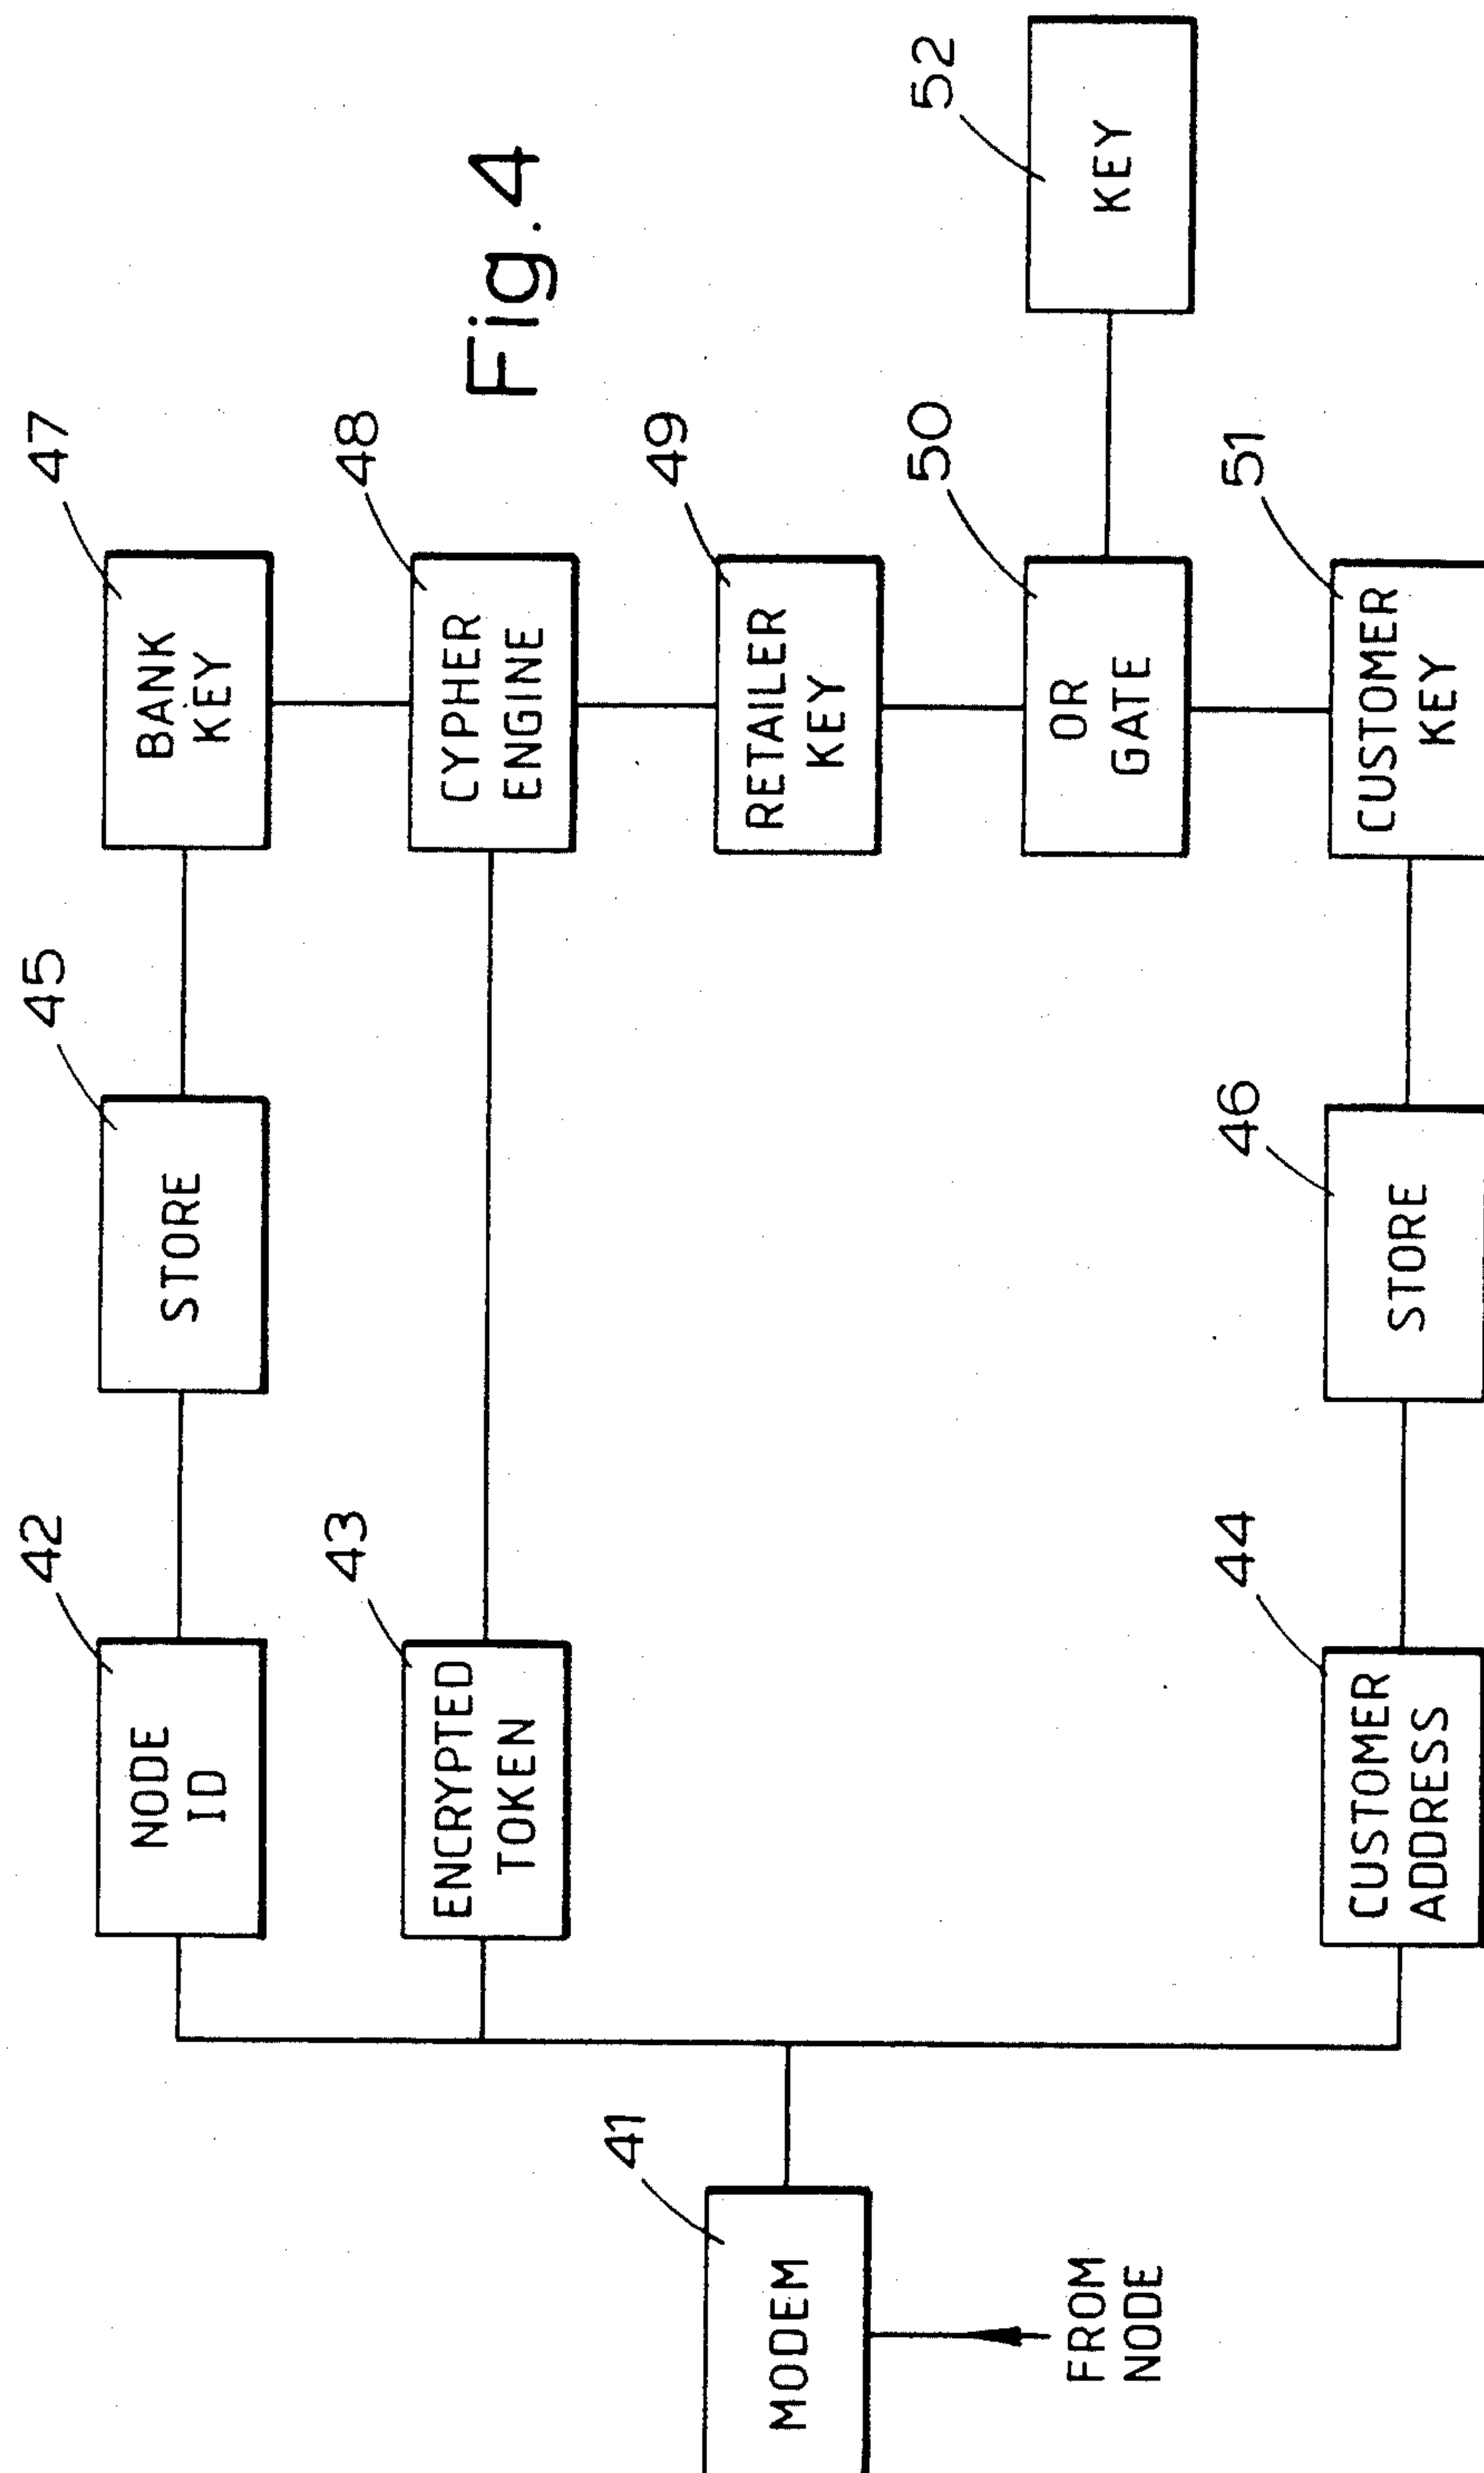 Fig.4
41
MODEM
FROM
NODE
42
NODE
ID
43
ENCRYPTED
TOKEN
44
CUSTOMER
ADDRESS
45
STORE
46
STORE
47
BANK
KEY
48
CYPHER
ENGINE
49
RETAILER
KEY
50
OR
GATE
51
CUSTOMER
KEY
52
KEY